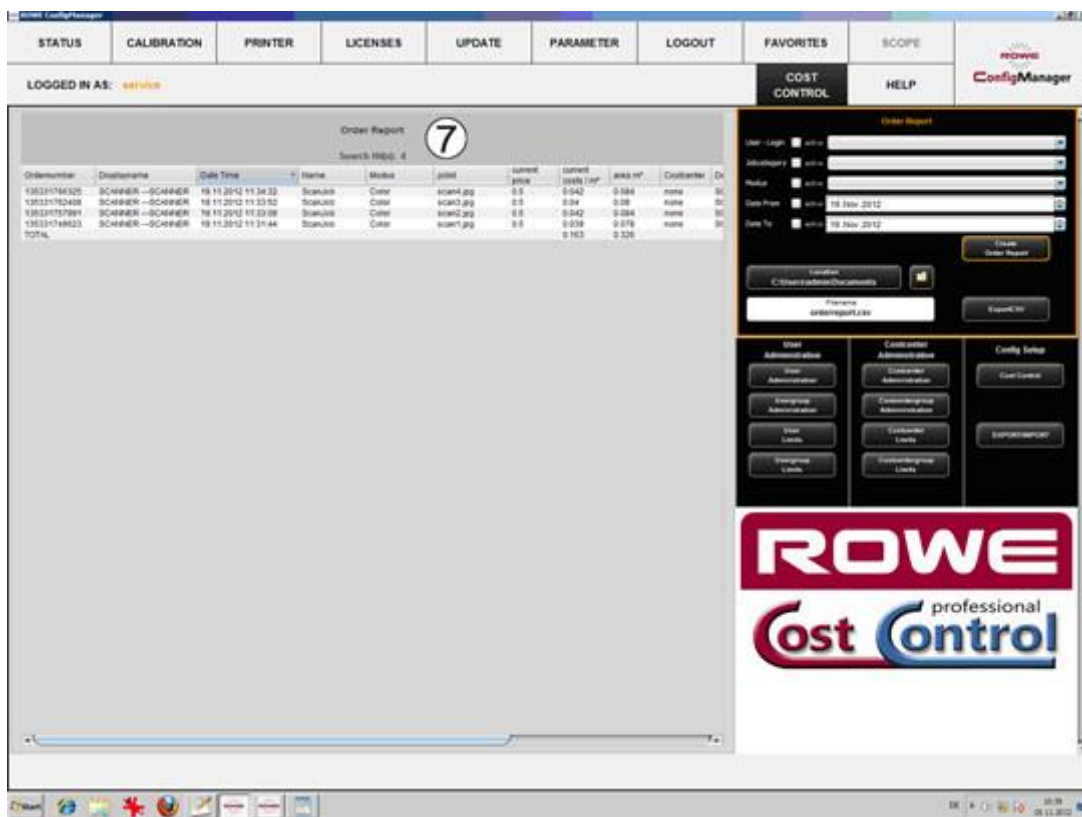 ROWE ConfigManager
STATUS CALIBRATION PRINTER LICENSES UPDATE PARAMETER LOGOUT FAVORITES SCOPE
ROWE
ConfigManager
LOGGED IN AS: service
COST CONTROL
HELP
Order Report
7
Search Hit(s): 4
Ordernumber Displayname Date Time Name Modus current price current costs / m² area m² Costcenter
SCANNER ---SCANNER 19.11.2012 11:34:32 ScanJob Color scan4.jpg 0.5 0.042 0.084 none
SCANNER ---SCANNER 19.11.2012 11:33:52 ScanJob Color scan3.jpg 0.5 0.04 0.08 none
SCANNER ---SCANNER 19.11.2012 11:33:08 ScanJob Color scan2.jpg 0.5 0.042 0.084 none
SCANNER ---SCANNER 19.11.2012 11:31:44 ScanJob Color scan1.jpg 0.5 0.039 0.078 none
TOTAL 0.163 0.326
Order Report
User - Login active
Jobcategory active
Modus active
Date From active 19.Nov .2012
Date To active 19.Nov .2012
Create
Order Report
Location
C:\Users\admin\Documents
Filename
orderreport.csv
ExportCSV
User
Administration
Costcenter
Administration
Config Setup
User
Administration
Costcenter
Administration
Cost Control
Usergroup
Administration
Costcentergroup
Administration
User
Limits
Costcenter
Limits
EXPORT/IMPORT
Usergroup
Limits
Costcentergroup
Limits
ROWE
professional
Cost Control
Start
DE